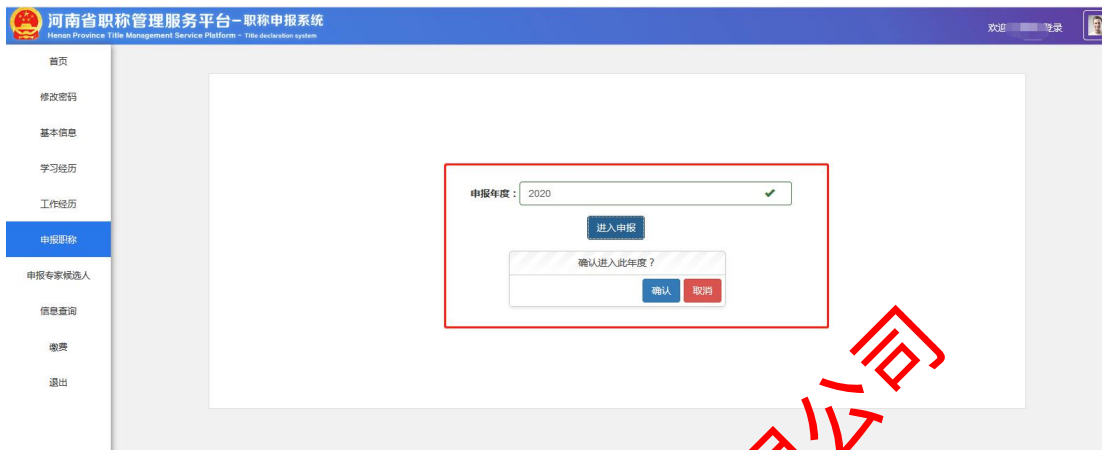 河南省职称管理服务平台-职称申报系统
Henan Province Title Management Service Platform - Title declaration system
欢迎 登录
首页
修改密码
基本信息
学习经历
工作经历
申报职称
申报专家候选人
信息查询
缴费
退出
申报年度：2020
进入申报
确认进入此年度？
确认 取消
公司